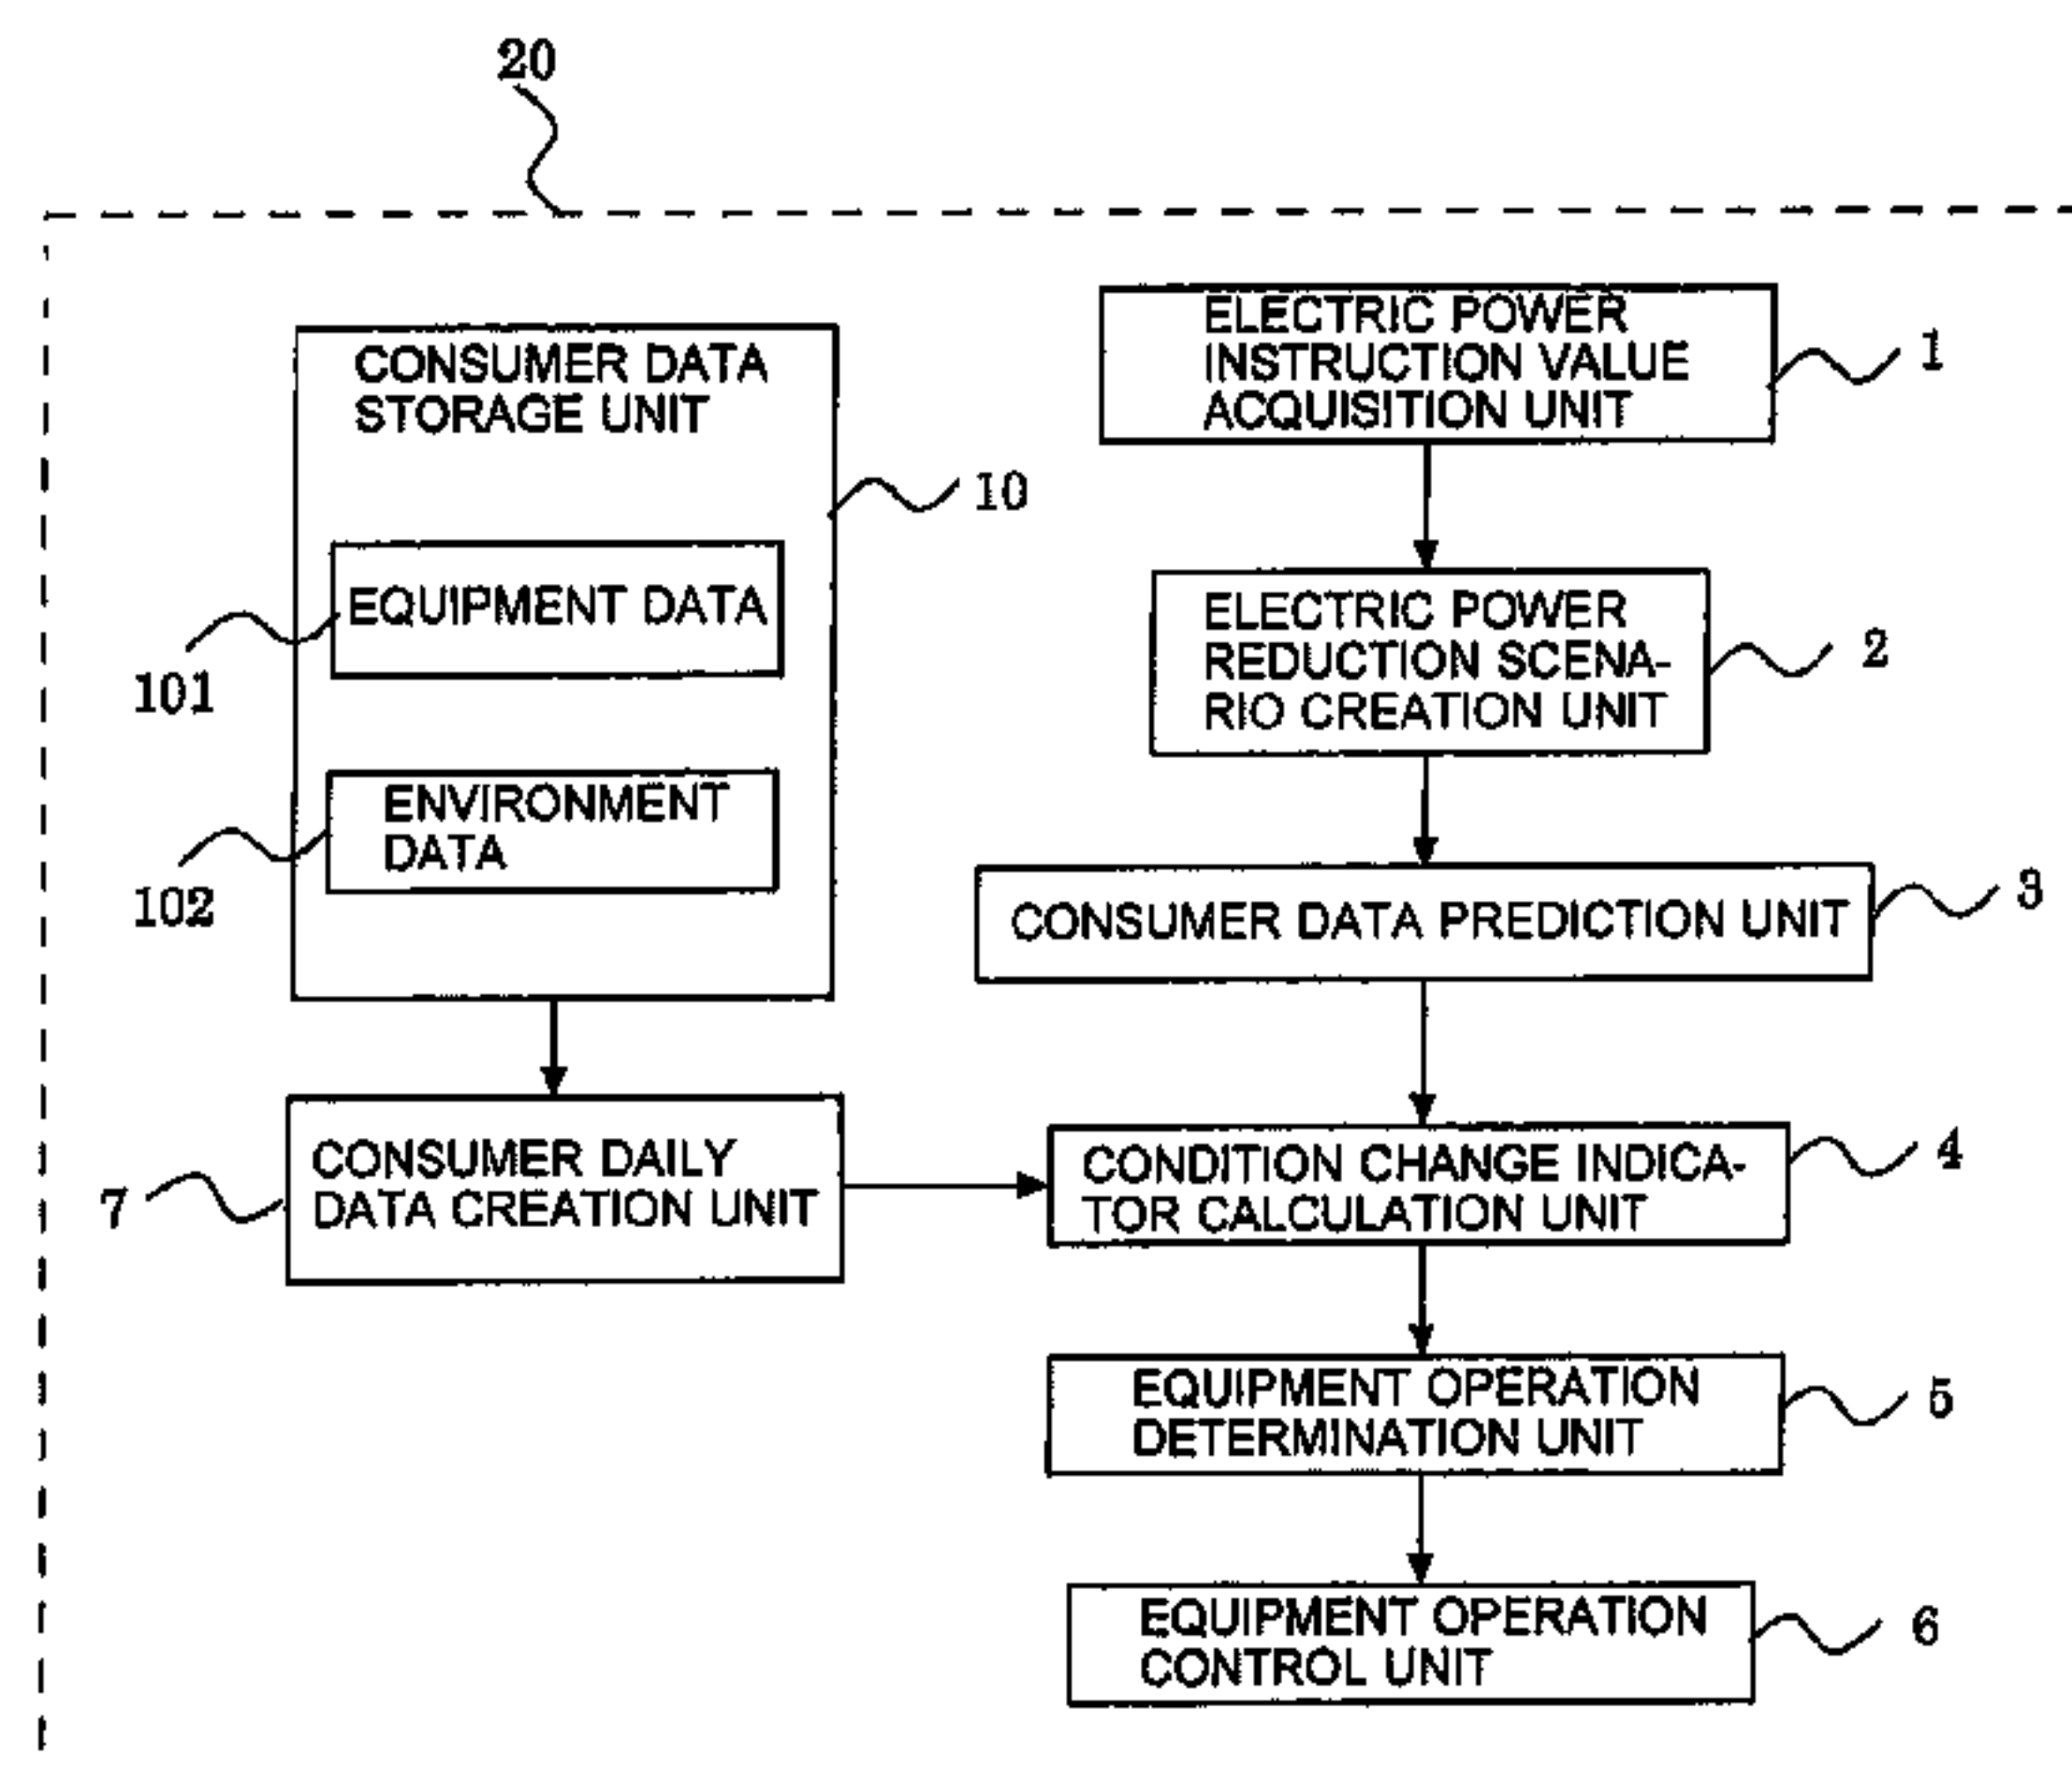 20
CONSUMER DATA
STORAGE UNIT
10
EQUIPMENT DATA
101
ENVIRONMENT
DATA
102
CONSUMER DAILY
DATA CREATION UNIT
7
ELECTRIC POWER
INSTRUCTION VALUE
ACQUISITION UNIT
1
ELECTRIC POWER
REDUCTION SCENA-
RIO CREATION UNIT
2
CONSUMER DATA PREDICTION UNIT
3
CONDITION CHANGE INDICA-
TOR CALCULATION UNIT
4
EQUIPMENT OPERATION
DETERMINATION UNIT
5
EQUIPMENT OPERATION
CONTROL UNIT
6